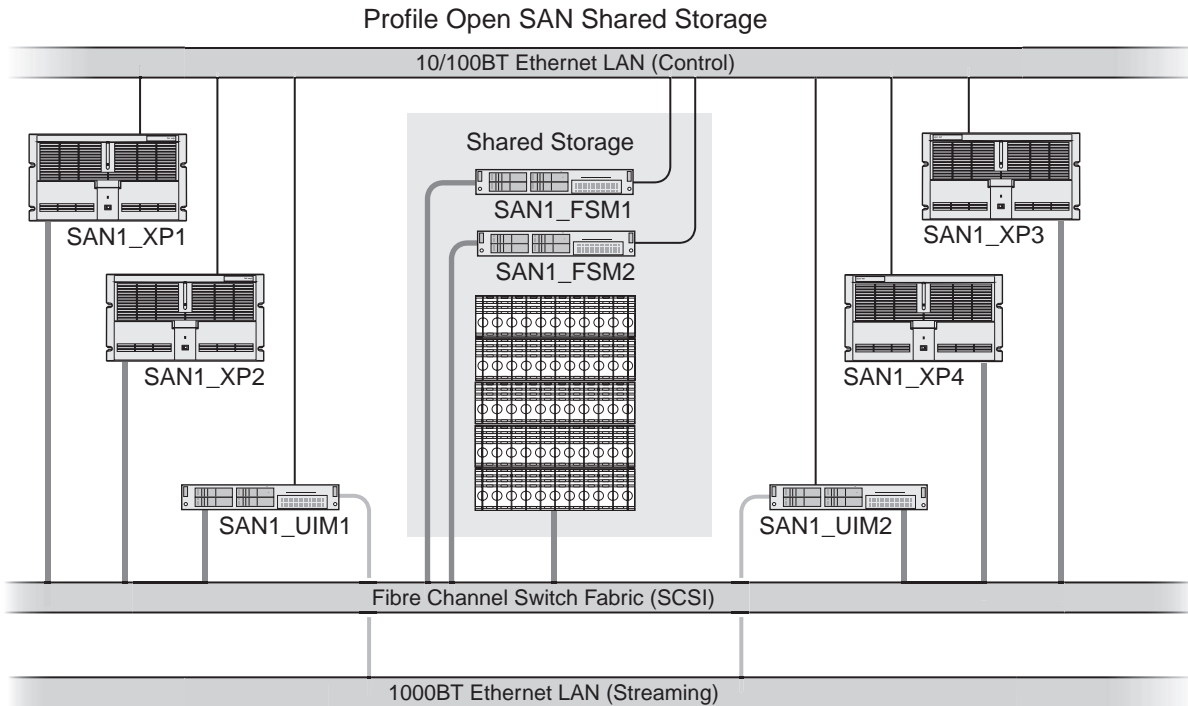 Profile Open SAN Shared Storage
10/100BT Ethernet LAN (Control)
Shared Storage
SAN1_FSM1
SAN1_XP1
SAN1_XP3
SAN1_FSM2
SAN1_XP2
SAN1_XP4
SAN1_UIM1
SAN1_UIM2
Fibre Channel Switch Fabric (SCSI)
1000BT Ethernet LAN (Streaming)